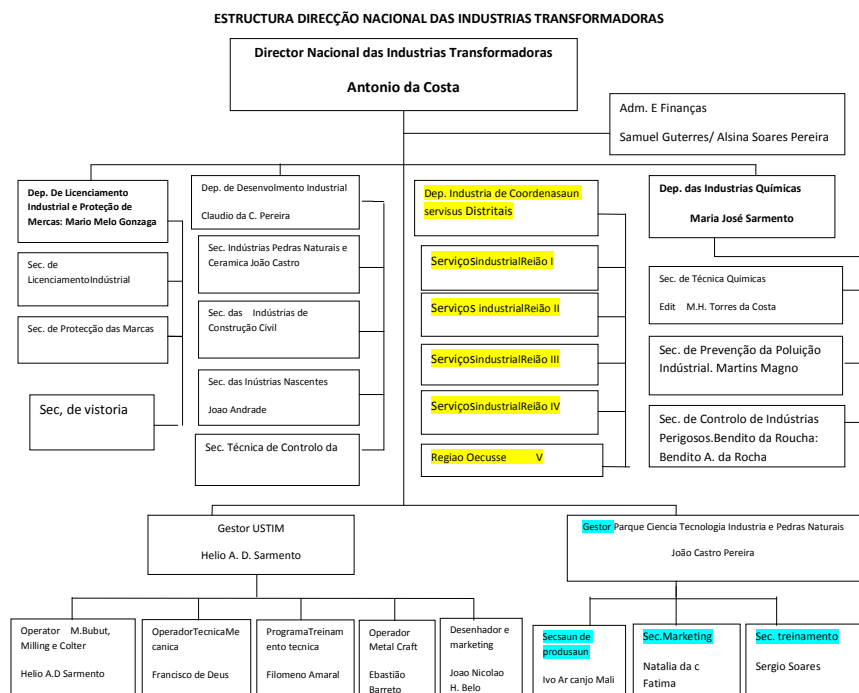 ESTRUCTURA DIRECÇÃO NACIONAL DAS INDUSTRIAS TRANSFORMADORAS
Director Nacional das Industrias Transformadoras
Antonio da Costa
Adm. E Finanças
Samuel Guterres/ Alsina Soares Pereira
Dep. De Licenciamento
Industrial e Proteção de
Mercas: Mario Melo Gonzaga
Sec. de
LicenciamentoIndústrial
Sec. de Protecção das Marcas
Sec, de vistoria
Dep. de Desenvolmento Industrial
Claudio da C. Pereira
Sec. Indústrias Pedras Naturais e
Ceramica João Castro
Sec. das Indústrias de
Construção Civil
Sec. das Inústrias Nascentes
Joao Andrade
Sec. Técnica de Controlo da
Dep. Industria de Coordenasaun
servisus Distritais
ServiçosindustrialReião I
Serviços industrialReião II
ServiçosindustrialReião III
ServiçosindustrialReião IV
Regiao Oecusse V
Dep. das Industrias Químicas
Maria José Sarmento
Sec. de Técnica Quimicas
Edit M.H. Torres da Costa
Sec. de Prevenção da Poluição
Indústrial. Martins Magno
Sec. de Controlo de Indústrias
Perigosos.Bendito da Roucha:
Bendito A. da Rocha
Gestor USTIM
Helio A. D. Sarmento
Gestor Parque Ciencia Tecnologia Industria e Pedras Naturais
João Castro Pereira
Operator M.Bubut,
Milling e Colter
Helio A.D Sarmento
OperadorTecnicaMe
canica
Francisco de Deus
ProgramaTreinam
ento tecnica
Filomeno Amaral
Operador
Metal Craft
Ebastião
Barreto
Desenhador e
marketing
Joao Nicolao
H. Belo
Secsaun de
produsaun
Ivo Ar canjo Mali
Sec.Marketing
Natalia da c
Fatima
Sec. treinamento
Sergio Soares